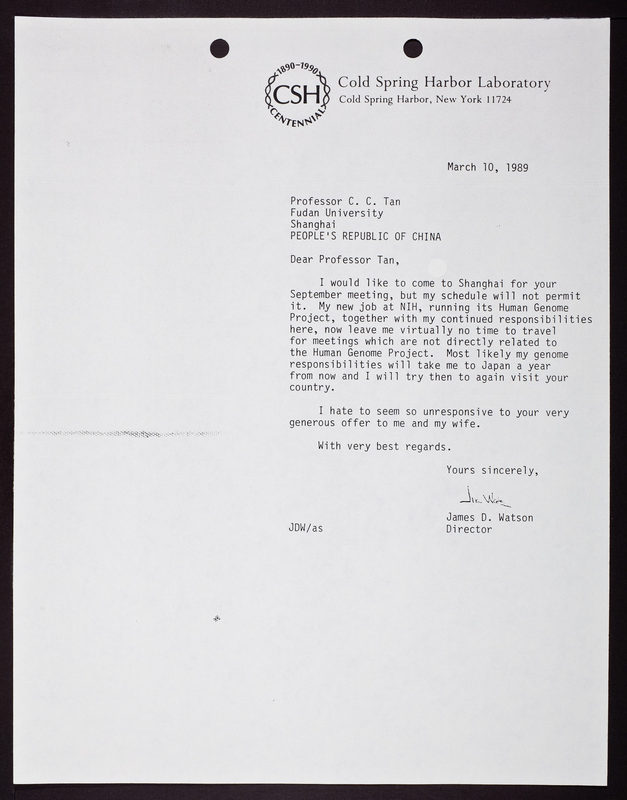 1890-1990
CSH
CENTENNIAL
Cold Spring Harbor Laboratory
Cold Spring Harbor, New York 11724
March 10, 1989
Professor C. C. Tan
Fudan University
Shanghai
PEOPLE'S REPUBLIC OF CHINA
Dear Professor Tan,
I would like to come to Shanghai for your
September meeting, but my schedule will not permit
it. My new job at NIH, running its Human Genome
Project, together with my continued responsibilities
here, now leave me virtually no time to travel
for meetings which are not directly related to
the Human Genome Project. Most likely my genome
responsibilities will take me to Japan a year
from now and I will try then to again visit your
country.
I hate to seem so unresponsive to your very
generous offer to me and my wife.
With very best regards.
Yours sincerely,
James D. Watson
JDW/as
Director